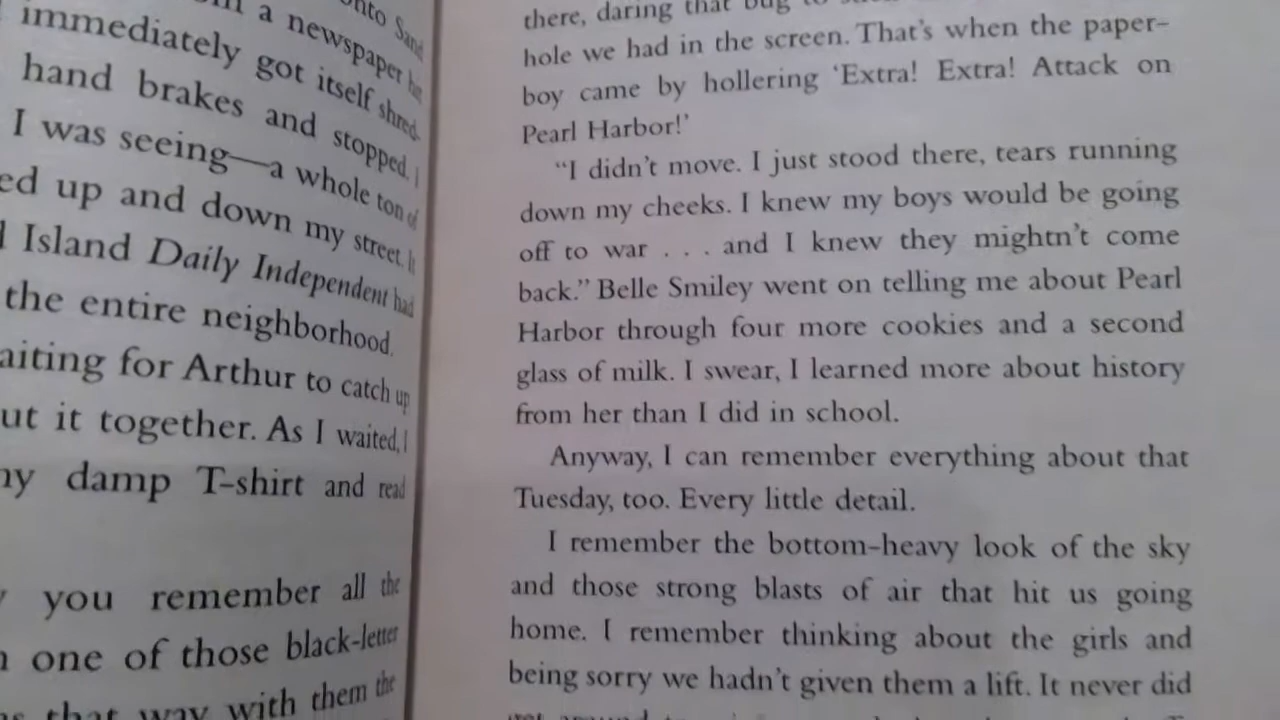 onto Sand
a newspaper
immediately got itself shred-
hand brakes and stopped. I
I was seeing—a whole ton of
ed up and down my street. It
Island Daily Independent had
the entire neighborhood.
aiting for Arthur to catch up
ut it together. As I waited, I
damp T-shirt and read
you remember all the
one of those black-letter
that way with them the
there, daring that bug to
hole we had in the screen. That's when the paper-
boy came by hollering 'Extra! Extra! Attack on
Pearl Harbor!'
"I didn't move. I just stood there, tears running
down my cheeks. I knew my boys would be going
off to war . . . and I knew they mightn't come
back." Belle Smiley went on telling me about Pearl
Harbor through four more cookies and a second
glass of milk. I swear, I learned more about history
from her than I did in school.
Anyway, I can remember everything about that
Tuesday, too. Every little detail.
I remember the bottom-heavy look of the sky
and those strong blasts of air that hit us going
home. I remember thinking about the girls and
being sorry we hadn't given them a lift. It never did